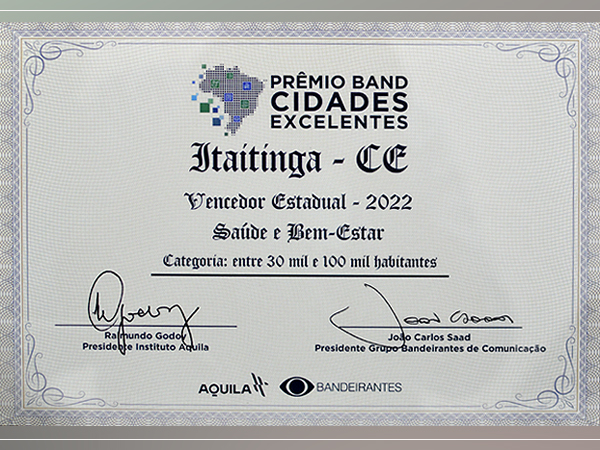 PRÊMIO BAND
CIDADES
EXCELENTES
Itaitinga - CE
Vencedor Estadual - 2022
Saúde e Bem-Estar
Categoria: entre 30 mil e 100 mil habitantes
Raimundo Godoy
Presidente Instituto Aquila
João Carlos Saad
Presidente Grupo Bandeirantes de Comunicação
AQUILA
BANDEIRANTES